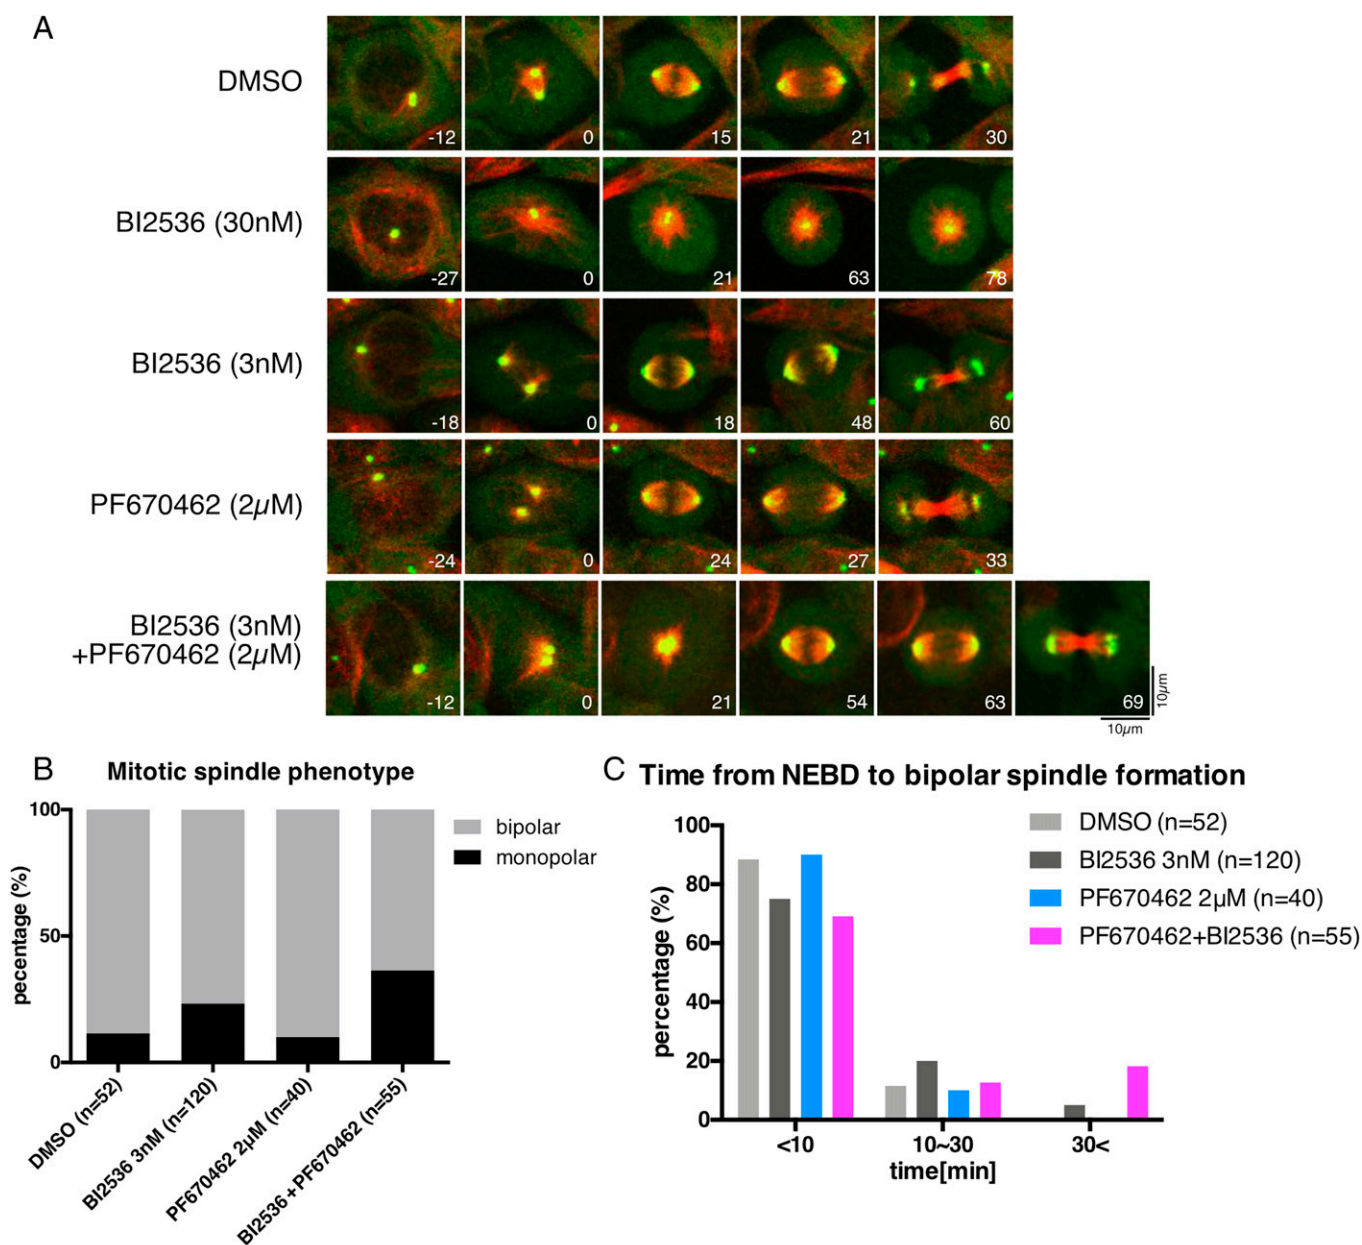 A
DMSO
-12 0 15 21 30
BI2536 (30nM)
-27 0 21 63 78
BI2536 (3nM)
-18 0 18 48 60
PF670462 (2µM)
-24 0 24 27 33
BI2536 (3nM)
+PF670462 (2µM)
-12 0 21 54 63 69
10µm
10µm
B
Mitotic spindle phenotype
pecentage (%)
100
50
0
bipolar
monopolar
DMSO (n=52)
BI2536 3nM (n=120)
PF670462 2µM (n=40)
BI2536 + PF670462 (n=55)
C
Time from NEBD to bipolar spindle formation
percentage (%)
100
80
60
40
20
0
<10 10~30 30<
time[min]
DMSO (n=52)
BI2536 3nM (n=120)
PF670462 2µM (n=40)
PF670462+BI2536 (n=55)